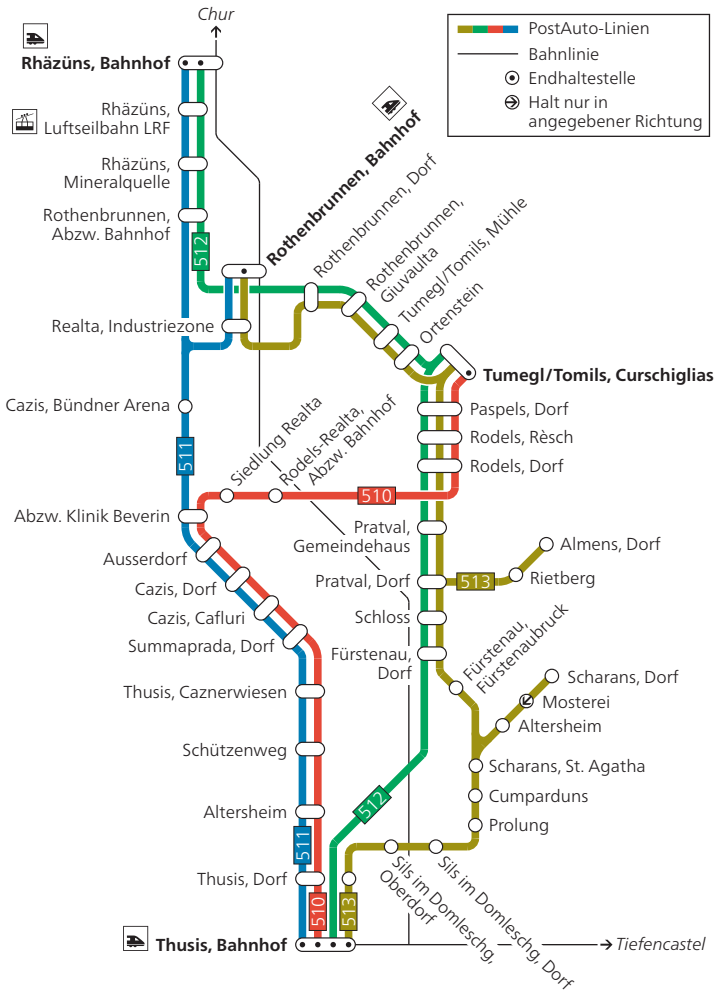 Chur
PostAuto-Linien
Bahnlinie
Endhaltestelle
Halt nur in
angegebener Richtung
Rhäzüns, Bahnhof
Rhäzüns,
Luftseilbahn LRF
Rhäzüns,
Mineralquelle
Rothenbrunnen,
Abzw. Bahnhof
512
Rothenbrunnen, Bahnhof
Rothenbrunnen, Dorf
Rothenbrunnen,
Giuvaulta
Tumegl/Tomils, Mühle
Ortenstein
Realta, Industriezone
Tumegl/Tomils, Curschiglias
Cazis, Bündner Arena
Paspels, Dorf
Rodels, Rèsch
Rodels, Dorf
511
Siedlung Realta
Rodels-Realta,
Abzw. Bahnhof
510
Abzw. Klinik Beverin
Pratval,
Gemeindehaus
Ausserdorf
Almens, Dorf
Cazis, Dorf
Pratval, Dorf
513
Rietberg
Cazis, Cafluri
Schloss
Summaprada, Dorf
Fürstenau,
Dorf
Fürstenau,
Fürstenaubruck
Scharans, Dorf
Thusis, Caznerwiesen
Mosterei
Altersheim
Schützenweg
Scharans, St. Agatha
Cumparduns
512
Altersheim
Prolung
511
Thusis, Dorf
Sils im Domleschg,
Oberdorf
Sils im Domleschg, Dorf
510
513
Thusis, Bahnhof
Tiefencastel